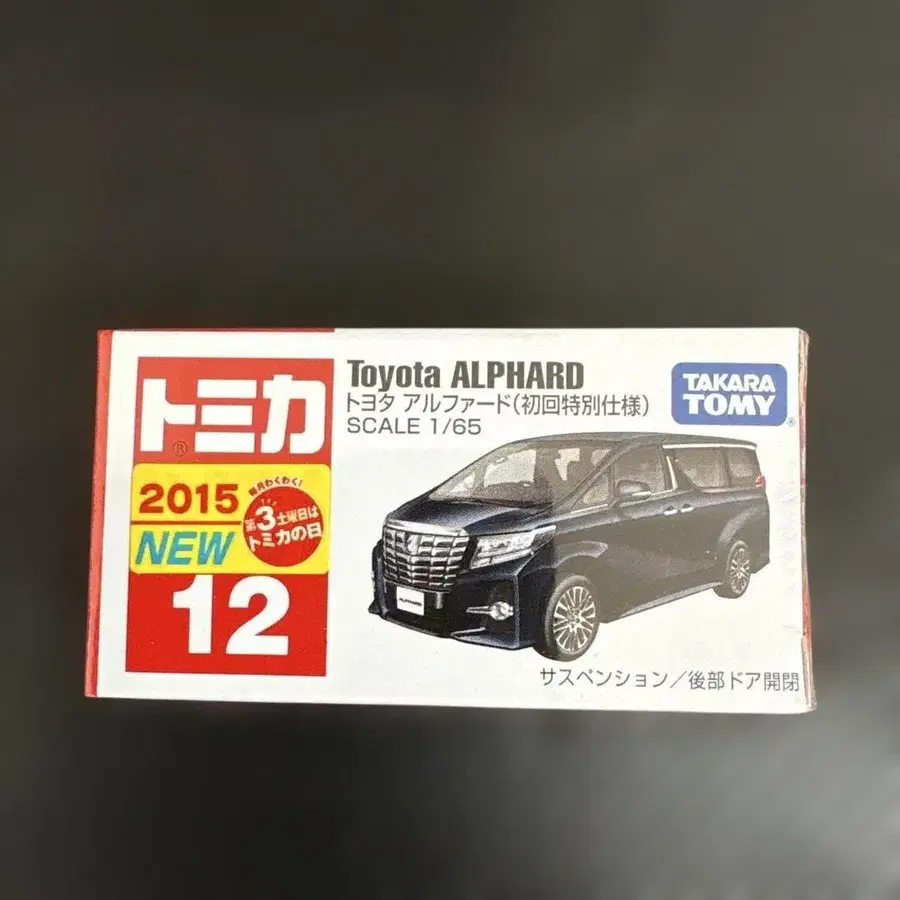 Toyota ALPHARD
トヨタ アルファード(初回特別仕様)
SCALE 1/65
TAKARA
TOMY
®
トミカ
®
2015
NEW
毎月わくわく!
第3土曜日は
トミカの日
12
ALPHARD
サスペンション/後部ドア開閉